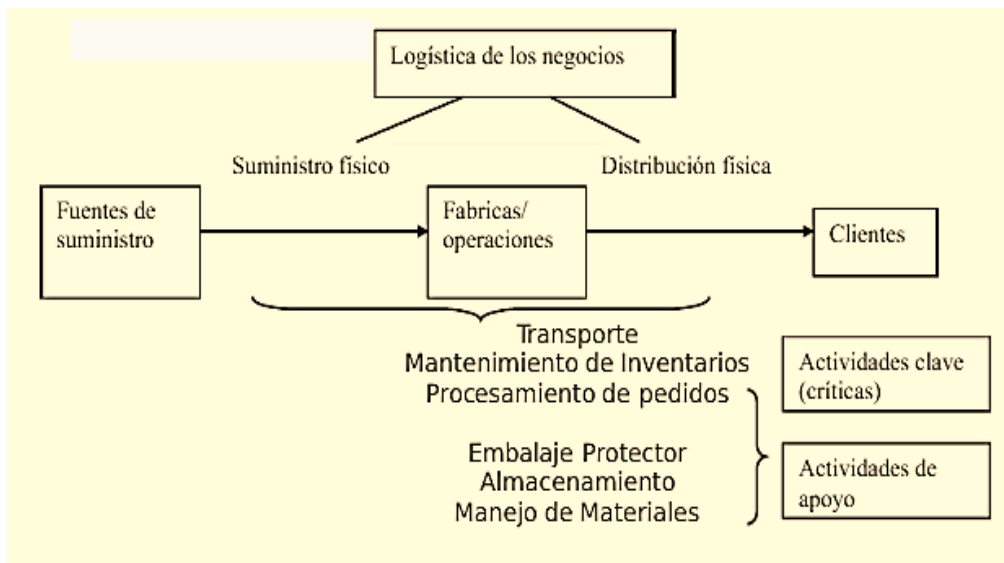 Logística de los negocios
Suministro físico
Distribución física
Fuentes de
suministro
Fabricas/
operaciones
Clientes
Transporte
Mantenimiento de Inventarios
Procesamiento de pedidos
Actividades clave
(críticas)
Embalaje Protector
Almacenamiento
Manejo de Materiales
Actividades de
apoyo